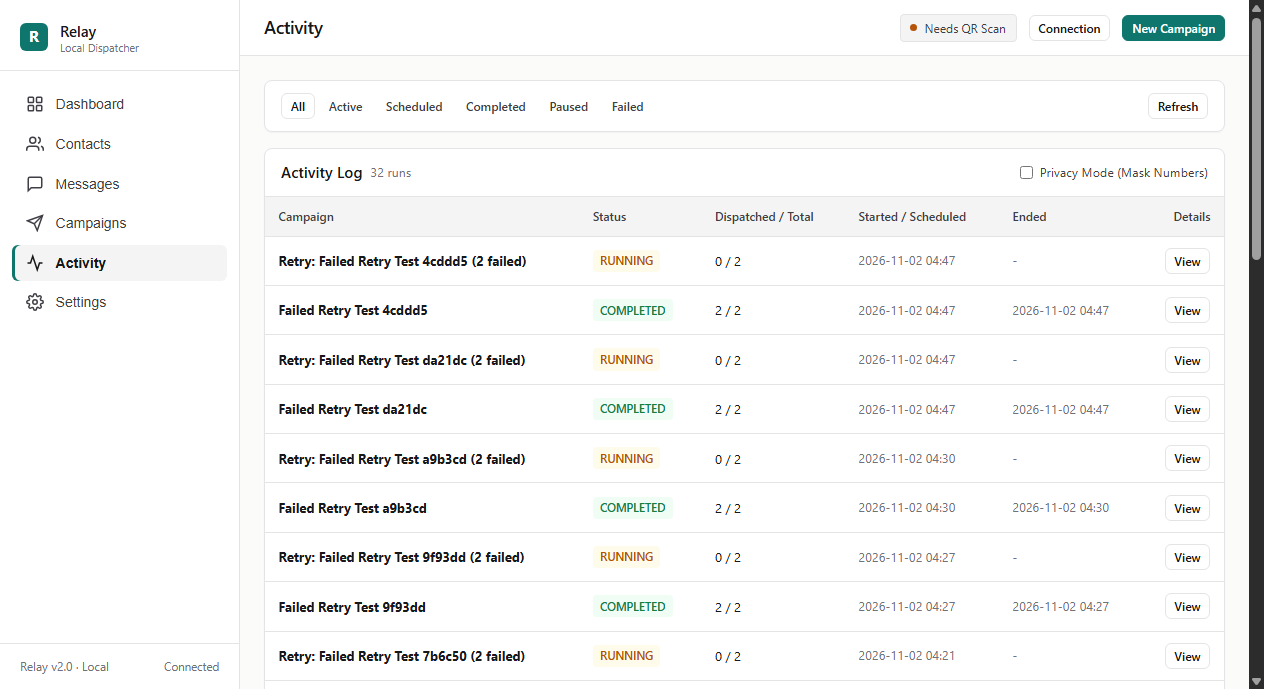 R
Relay
Local Dispatcher
Dashboard
Contacts
Messages
Campaigns
Activity
Settings
Relay v2.0 · Local Connected
Activity
Needs QR Scan Connection New Campaign
All Active Scheduled Completed Paused Failed Refresh
Activity Log 32 runs Privacy Mode (Mask Numbers)
Campaign Status Dispatched / Total Started / Scheduled Ended Details
Retry: Failed Retry Test 4cddd5 (2 failed) RUNNING 0 / 2 2026-11-02 04:47 - View
Failed Retry Test 4cddd5 COMPLETED 2 / 2 2026-11-02 04:47 2026-11-02 04:47 View
Retry: Failed Retry Test da21dc (2 failed) RUNNING 0 / 2 2026-11-02 04:47 - View
Failed Retry Test da21dc COMPLETED 2 / 2 2026-11-02 04:47 2026-11-02 04:47 View
Retry: Failed Retry Test a9b3cd (2 failed) RUNNING 0 / 2 2026-11-02 04:30 - View
Failed Retry Test a9b3cd COMPLETED 2 / 2 2026-11-02 04:30 2026-11-02 04:30 View
Retry: Failed Retry Test 9f93dd (2 failed) RUNNING 0 / 2 2026-11-02 04:27 - View
Failed Retry Test 9f93dd COMPLETED 2 / 2 2026-11-02 04:27 2026-11-02 04:27 View
Retry: Failed Retry Test 7b6c50 (2 failed) RUNNING 0 / 2 2026-11-02 04:21 - View